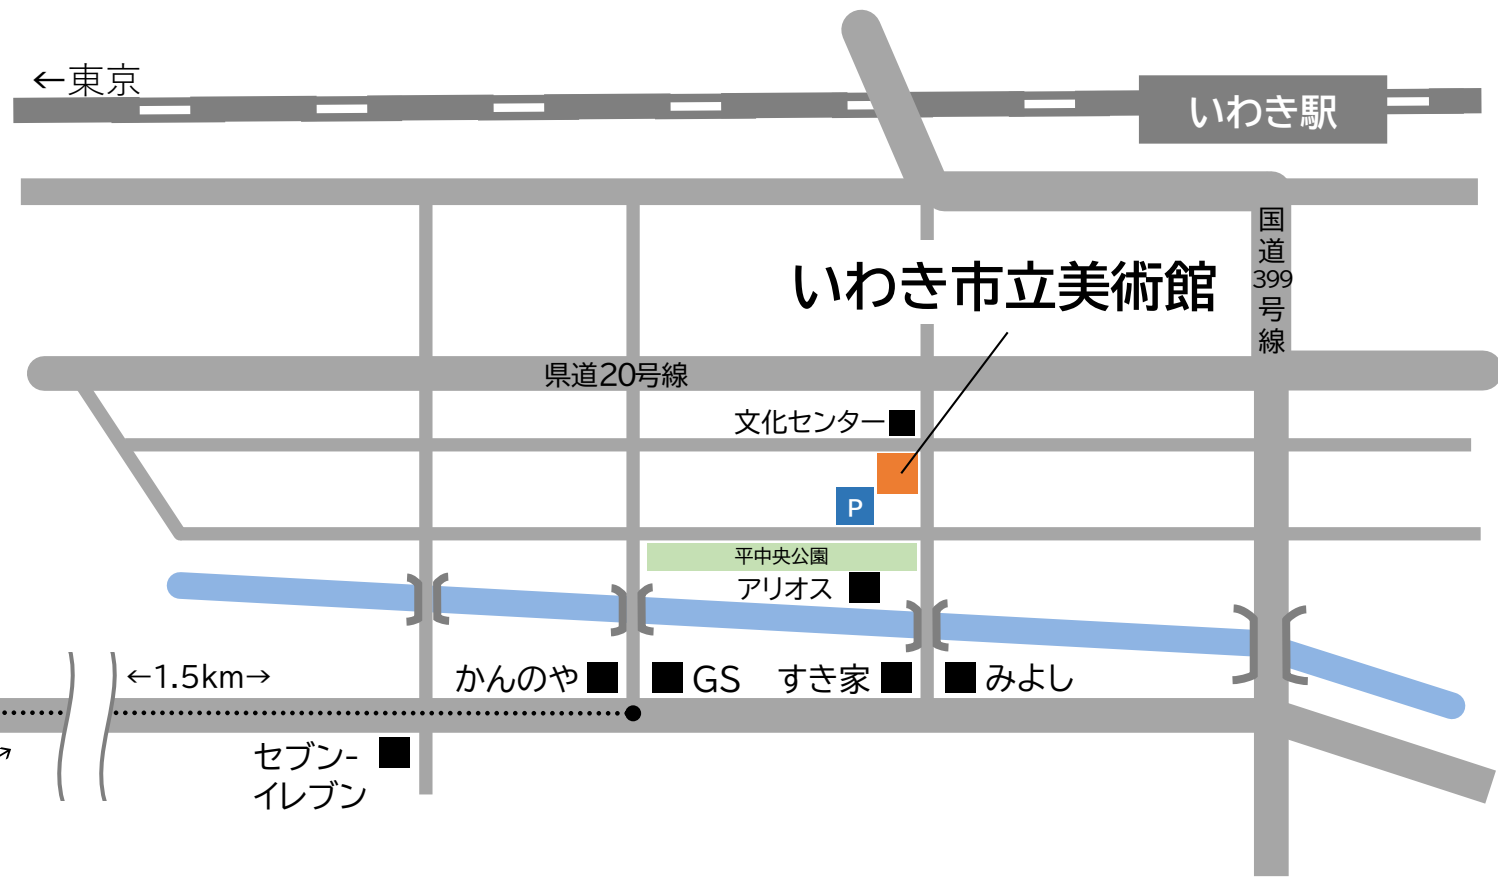 ←東京
いわき駅
国道399号線
いわき市立美術館
県道20号線
文化センター
P
平中央公園
アリオス
←1.5km→
かんのや
GS
すき家
みよし
セブン-
イレブン